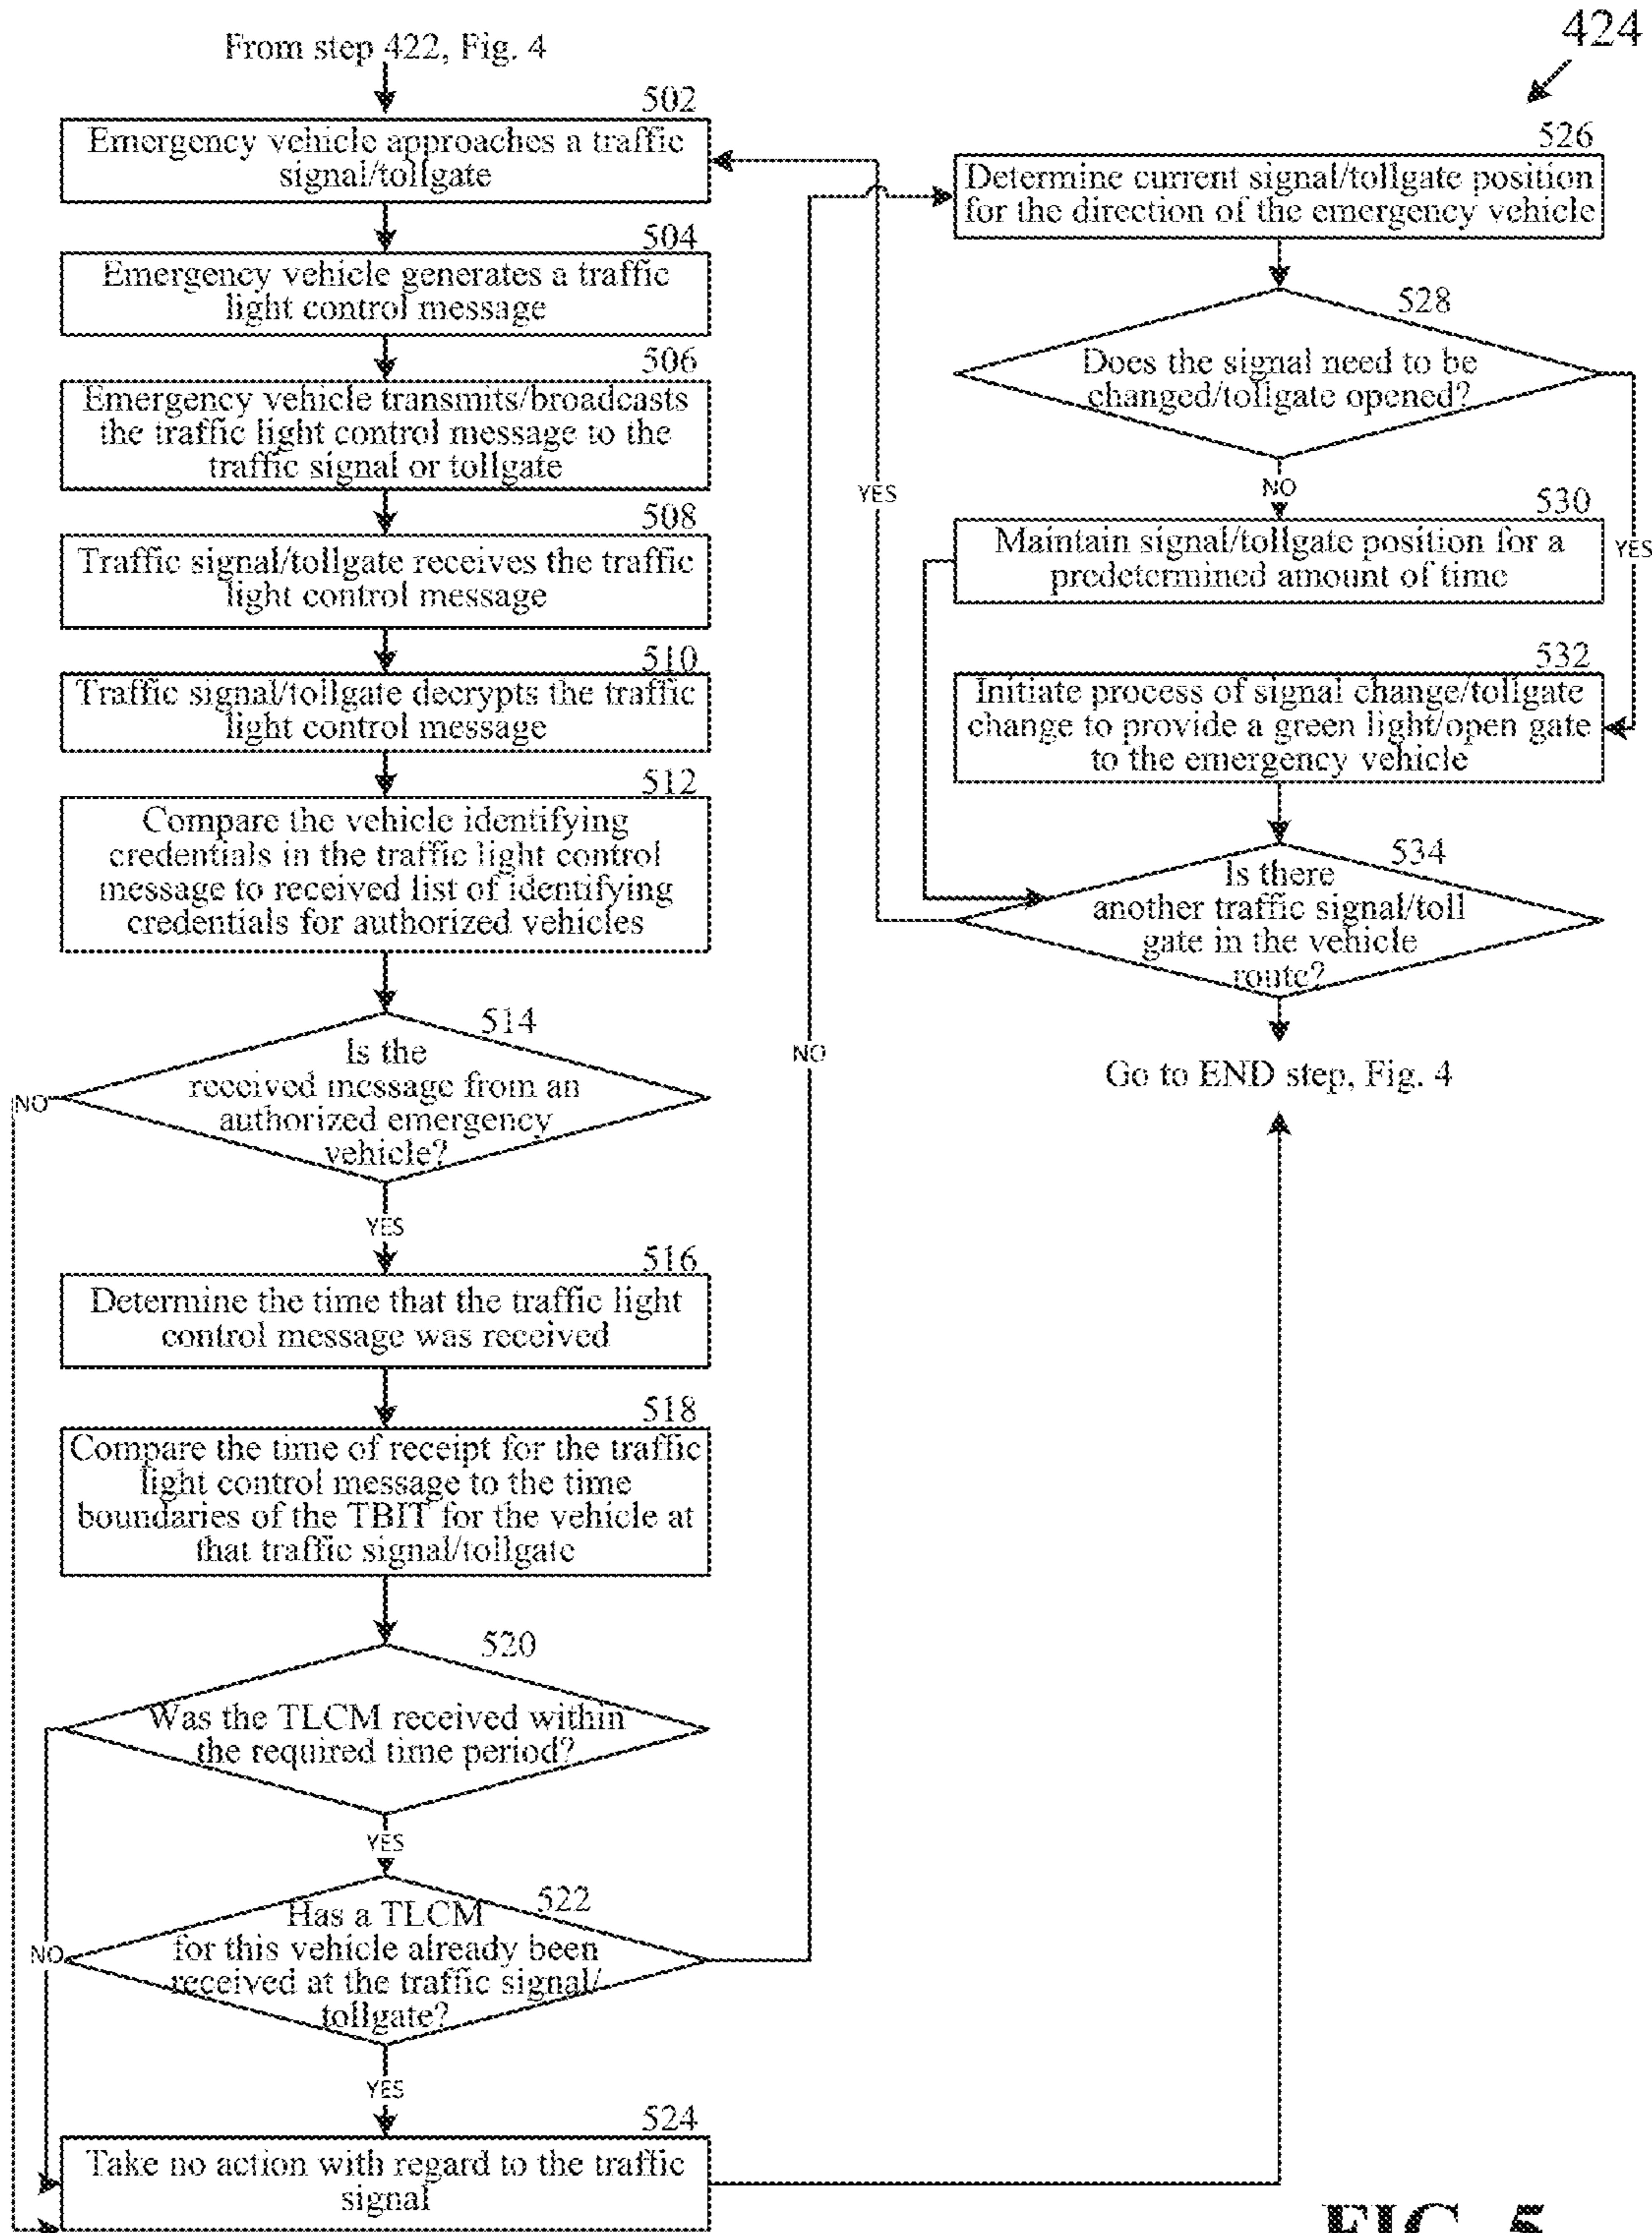 424
From step 422, Fig. 4
502
Emergency vehicle approaches a traffic
signal/tollgate
504
Emergency vehicle generates a traffic
light control message
506
Emergency vehicle transmits/broadcasts
the traffic light control message to the
traffic signal or tollgate
508
Traffic signal/tollgate receives the traffic
light control message
510
Traffic signal/tollgate decrypts the traffic
light control message
512
Compare the vehicle identifying
credentials in the traffic light control
message to received list of identifying
credentials for authorized vehicles
514
Is the
received message from an
authorized emergency
vehicle?
NO
YES
516
Determine the time that the traffic light
control message was received
518
Compare the time of receipt for the traffic
light control message to the time
boundaries of the TBIT for the vehicle at
that traffic signal/tollgate
520
Was the TLCM received within
the required time period?
YES
NO
522
Has a TLCM
for this vehicle already been
received at the traffic signal/
tollgate?
NO
YES
524
Take no action with regard to the traffic
signal
526
Determine current signal/tollgate position
for the direction of the emergency vehicle
528
Does the signal need to be
changed/tollgate opened?
NO
YES
530
Maintain signal/tollgate position for a
predetermined amount of time
532
Initiate process of signal change/tollgate
change to provide a green light/open gate
to the emergency vehicle
534
Is there
another traffic signal/toll
gate in the vehicle
route?
YES
Go to END step, Fig. 4
FIG. 5